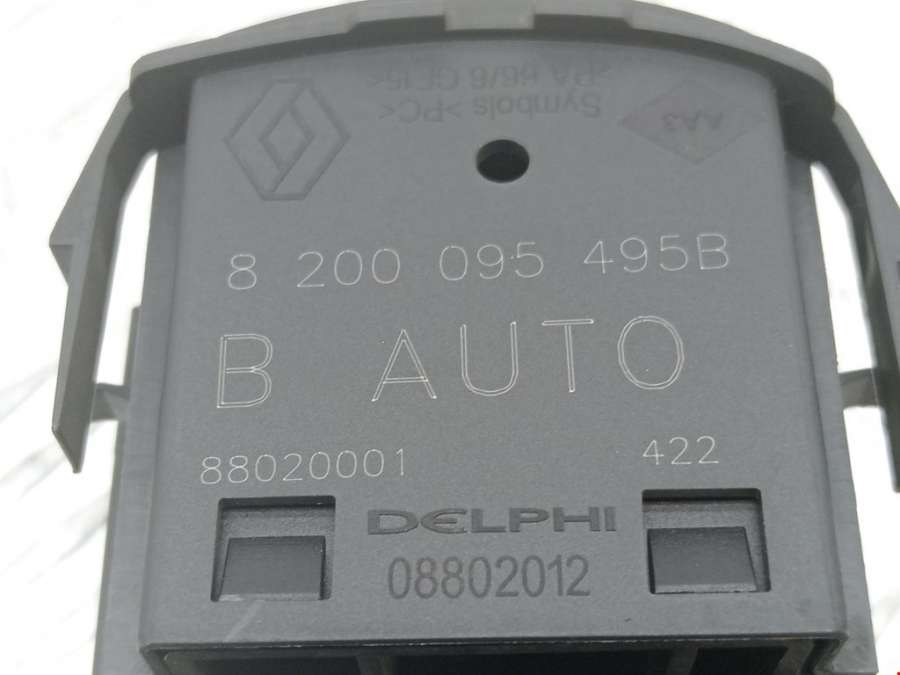 >PA 66/6 GF15<
Symbols >PC<
8 200 095 495B
B AUTO
88020001 422
DELPHI
08802012